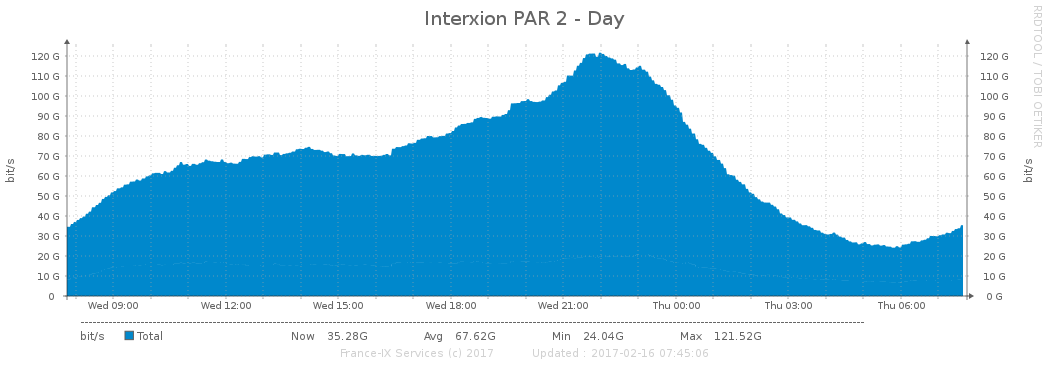 Interxion PAR 2 - Day
RRDTOOL / TOBI OETIKER
bit/s
bit/s
120 G 120 G
110 G 110 G
100 G 100 G
90 G 90 G
80 G 80 G
70 G 70 G
60 G 60 G
50 G 50 G
40 G 40 G
30 G 30 G
20 G 20 G
10 G 10 G
0 0 G
Wed 09:00 Wed 12:00 Wed 15:00 Wed 18:00 Wed 21:00 Thu 00:00 Thu 03:00 Thu 06:00
bit/s Total Now 35.28G Avg 67.62G Min 24.04G Max 121.52G
France-IX Services (c) 2017 Updated : 2017-02-16 07:45:06